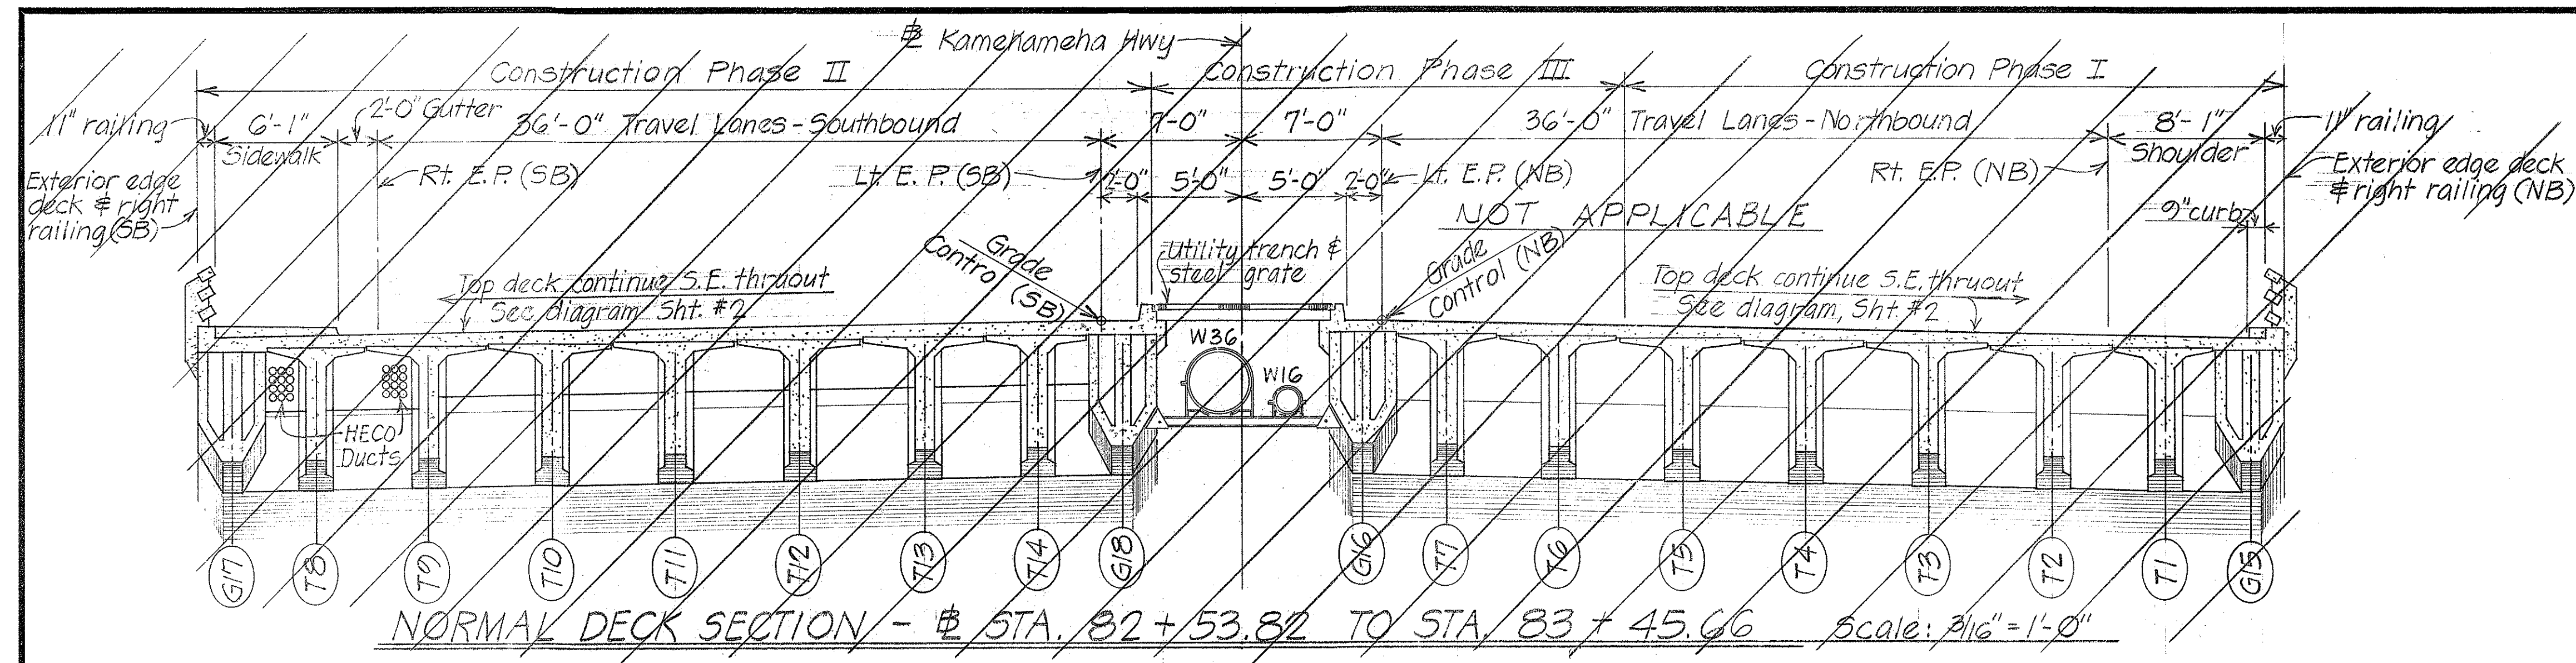 ℄ Kamehameha Hwy
Construction Phase II
Construction Phase III
Construction Phase I
11" railing
6'-1"
Sidewalk
2'-0" Gutter
36'-0" Travel Lanes-Southbound
7'-0"
7'-0"
36'-0" Travel Lanes-Northbound
8'-1"
Shoulder
11" railing
Exterior edge
deck & right
railing (SB)
Rt. E.P. (SB)
Lt. E.P. (SB)
2'-0"
5'-0"
5'-0"
2'-0"
Lt. E.P. (NB)
Rt. E.P. (NB)
Exterior edge deck
& right railing (NB)
9" curb
NOT APPLICABLE
Grade
Control (SB)
Utility trench &
steel grate
Grade
Control (NB)
Top deck continue S.E. thruout
See diagram Sht. #2
Top deck continue S.E. thruout
See diagram, Sht. #2
W36
W16
HECO
Ducts
G17
T8
T9
T10
T11
T12
T13
T14
G18
G16
T7
T6
T5
T4
T3
T2
T1
G15
NORMAL DECK SECTION - ℄ STA. 82 + 53.82 TO STA. 83 + 45.66 Scale: 3/16" = 1'-0"